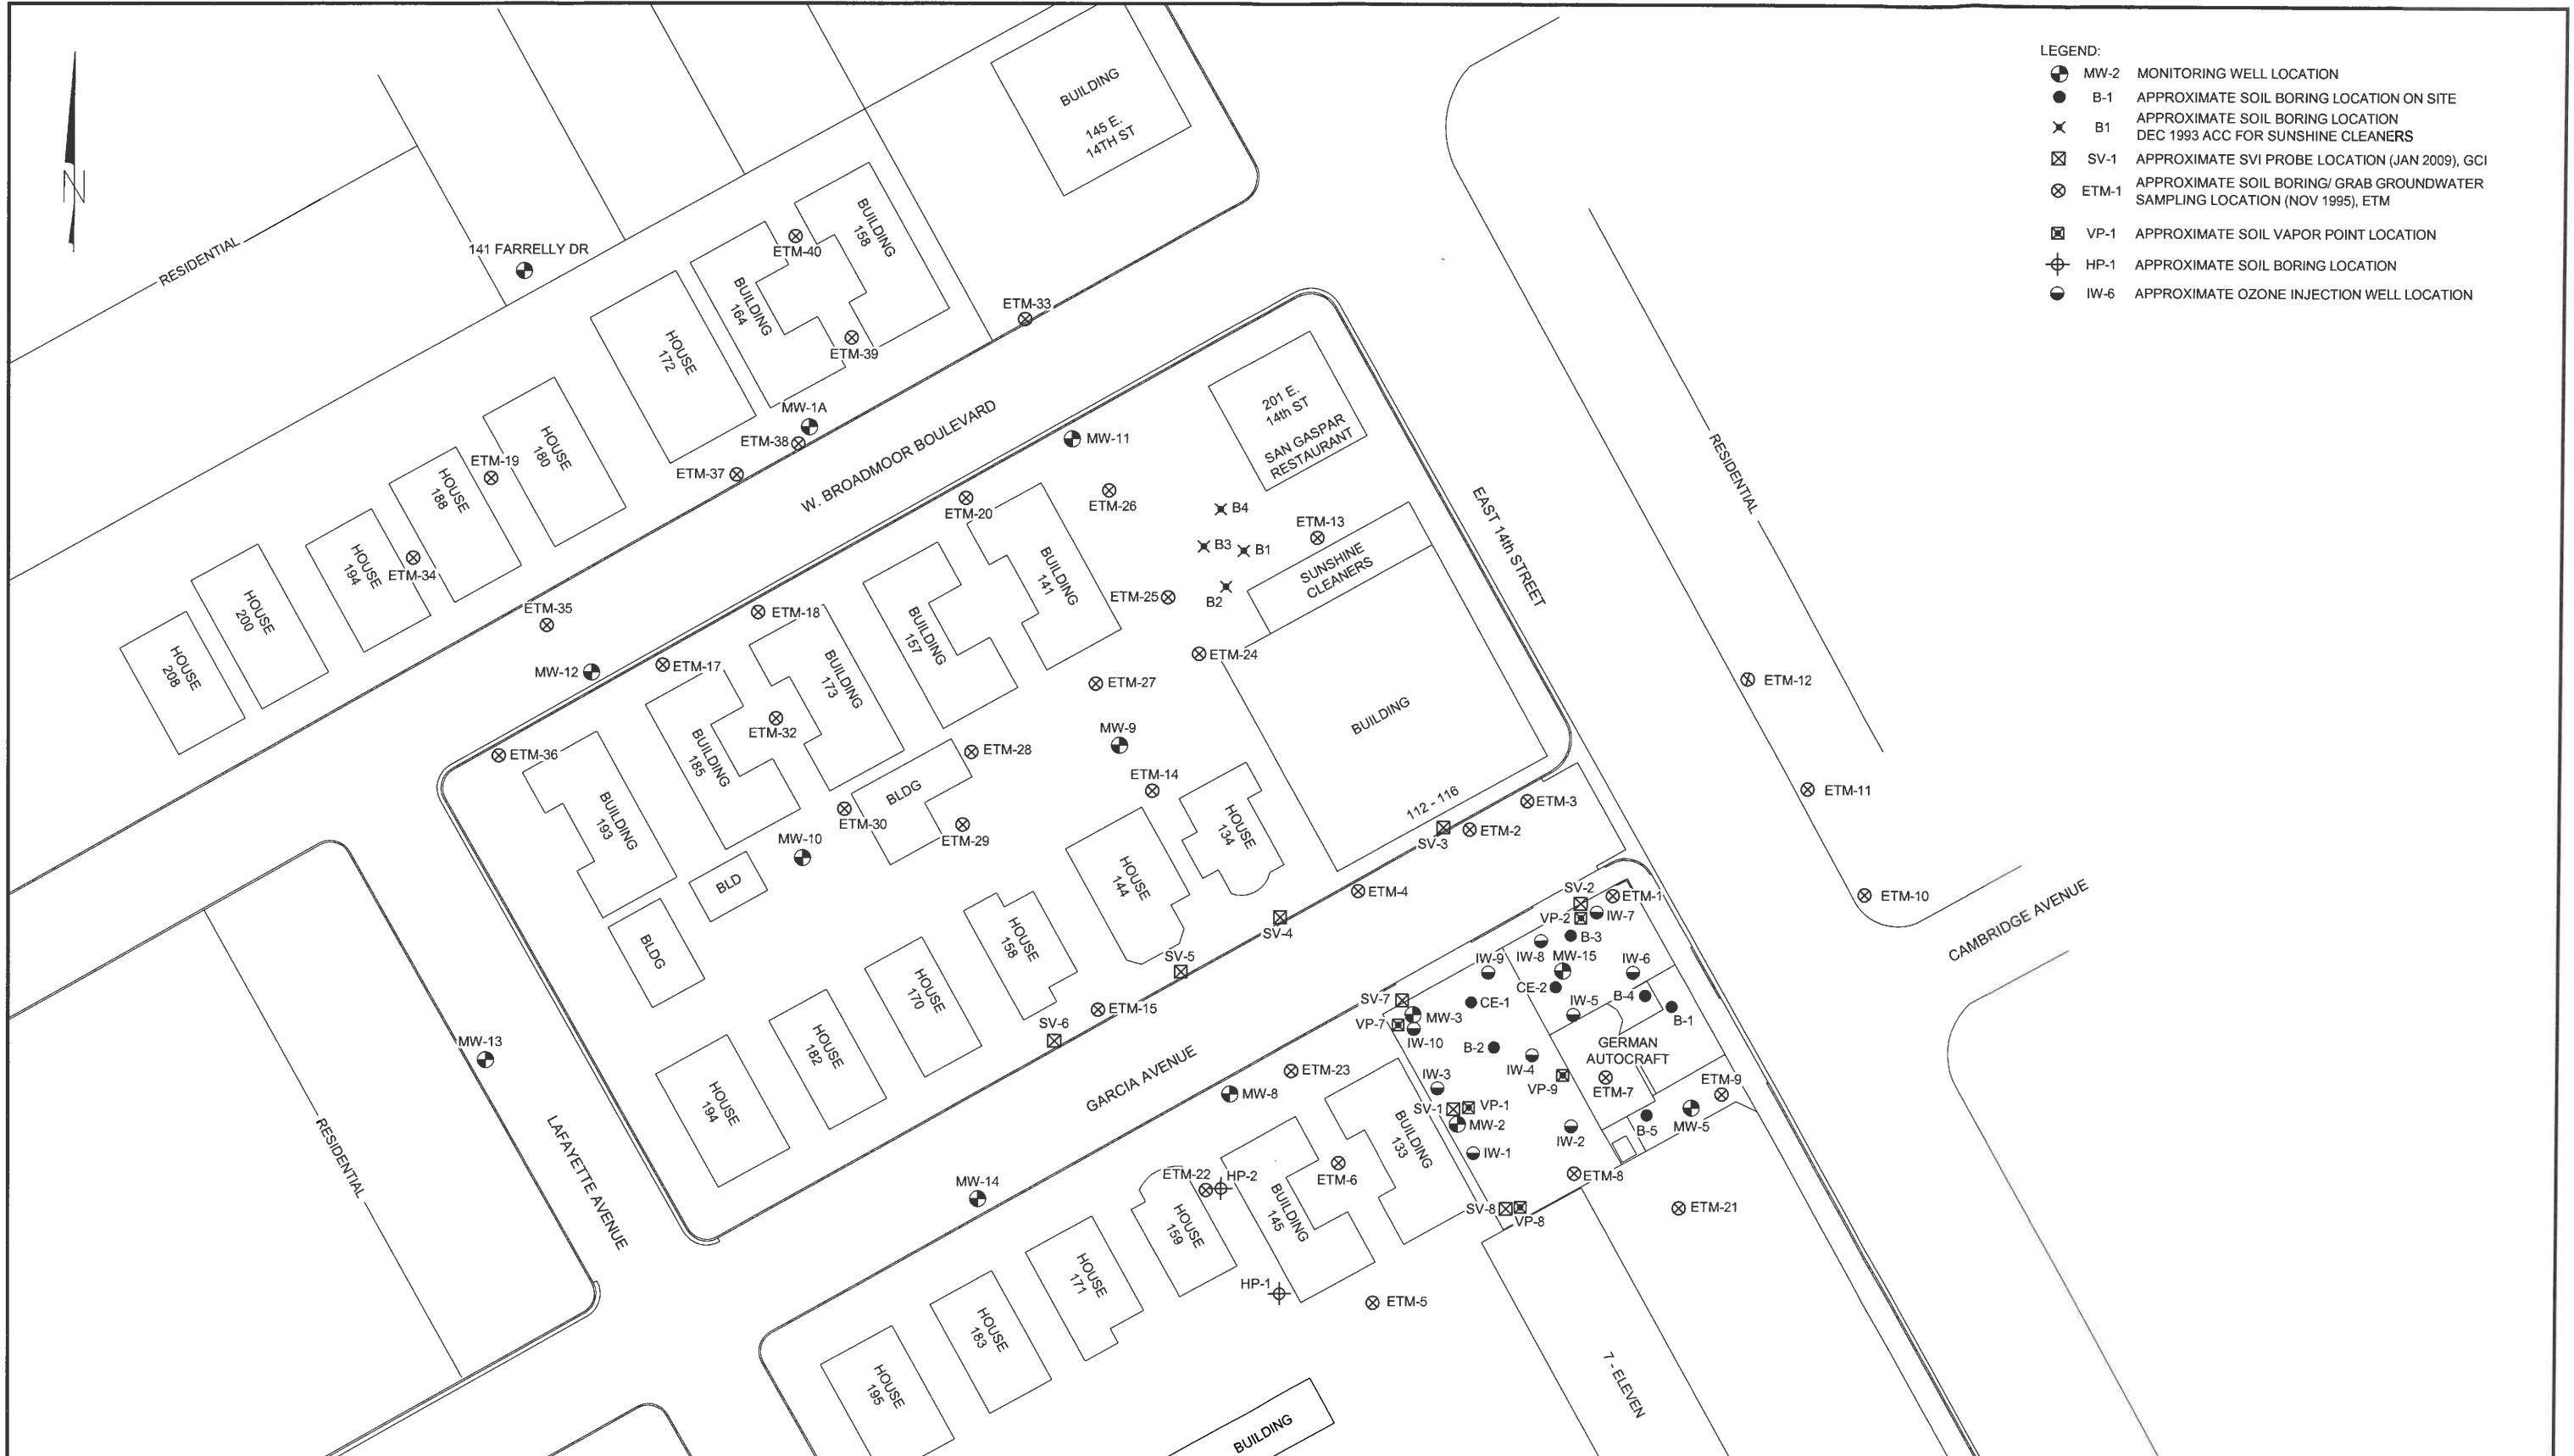 LEGEND:
MW-2 MONITORING WELL LOCATION
B-1 APPROXIMATE SOIL BORING LOCATION ON SITE
B1 APPROXIMATE SOIL BORING LOCATION
DEC 1993 ACC FOR SUNSHINE CLEANERS
SV-1 APPROXIMATE SVI PROBE LOCATION (JAN 2009), GCI
ETM-1 APPROXIMATE SOIL BORING/ GRAB GROUNDWATER
SAMPLING LOCATION (NOV 1995), ETM
VP-1 APPROXIMATE SOIL VAPOR POINT LOCATION
HP-1 APPROXIMATE SOIL BORING LOCATION
IW-6 APPROXIMATE OZONE INJECTION WELL LOCATION
N
BUILDING
145 E.
14TH ST
RESIDENTIAL
141 FARRELLY DR
ETM-40
BUILDING
158
BUILDING
164
ETM-39
HOUSE
172
ETM-33
MW-1A
ETM-38
ETM-37
W. BROADMOOR BOULEVARD
MW-11
201 E.
14th ST
SAN GASPAR
RESTAURANT
HOUSE
180
ETM-19
HOUSE
188
HOUSE
194
ETM-34
HOUSE
200
HOUSE
208
ETM-35
ETM-20
ETM-26
B4
B3
B1
B2
ETM-13
SUNSHINE
CLEANERS
EAST 14th STREET
RESIDENTIAL
BUILDING
141
ETM-25
ETM-18
BUILDING
157
ETM-24
MW-12
ETM-17
BUILDING
173
ETM-27
ETM-12
BUILDING
ETM-36
BUILDING
185
ETM-32
ETM-28
MW-9
ETM-14
BLDG
ETM-30
ETM-29
BUILDING
193
MW-10
BLD
BLDG
HOUSE
134
HOUSE
144
112 - 116
ETM-3
ETM-2
SV-3
ETM-11
ETM-4
ETM-10
CAMBRIDGE AVENUE
SV-2
ETM-1
VP-2
IW-7
B-3
SV-4
HOUSE
158
SV-5
IW-9
IW-8
MW-15
IW-6
CE-2
B-4
IW-5
B-1
SV-7
CE-1
MW-3
VP-7
IW-10
HOUSE
170
ETM-15
SV-6
HOUSE
182
HOUSE
194
MW-13
B-2
IW-4
GERMAN
AUTOCRAFT
VP-9
ETM-7
ETM-9
GARCIA AVENUE
ETM-23
MW-8
IW-3
SV-1
VP-1
MW-2
IW-1
IW-2
B-5
MW-5
BUILDING
133
RESIDENTIAL
LAFAYETTE AVENUE
MW-14
ETM-22
HP-2
HOUSE
159
BUILDING
145
ETM-6
ETM-8
SV-8
VP-8
ETM-21
HOUSE
171
HP-1
ETM-5
HOUSE
183
HOUSE
195
7 - ELEVEN
BUILDING